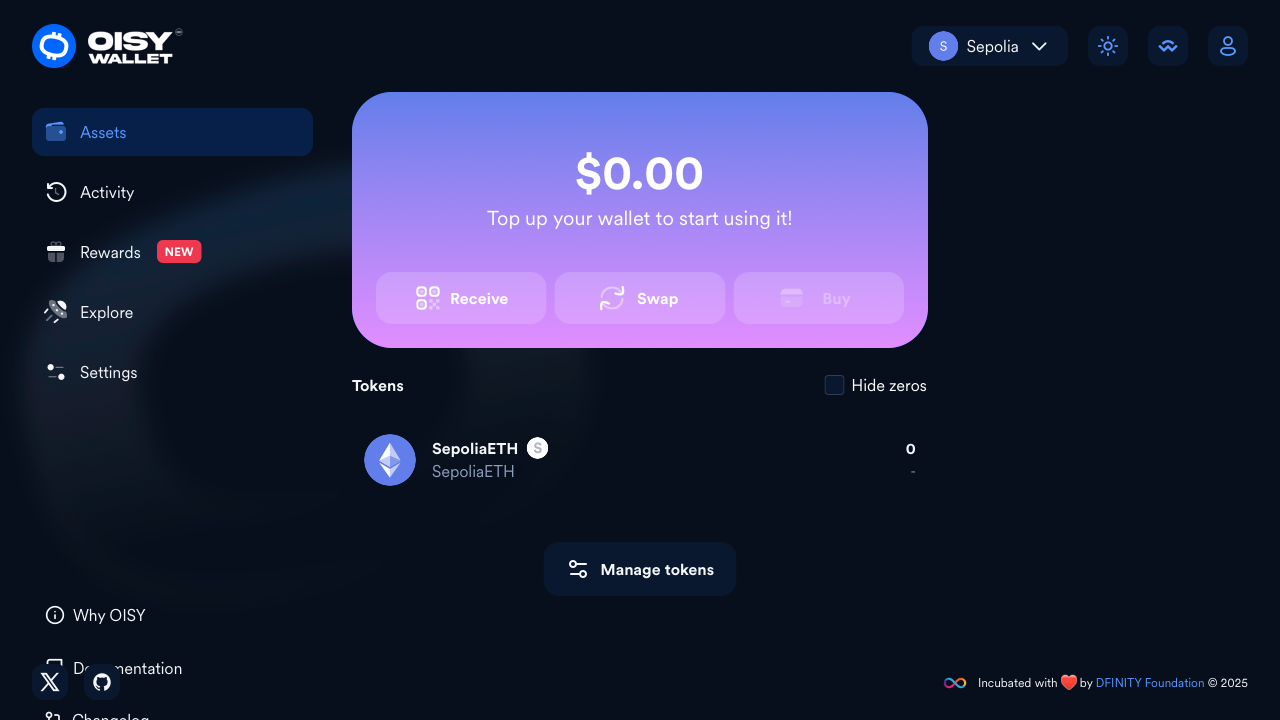 OISY
WALLET
S
Sepolia
Assets
Activity
Rewards
NEW
Explore
Settings
$0.00
Top up your wallet to start using it!
Receive
Swap
Buy
Tokens
Hide zeros
SepoliaETH S
0
SepoliaETH
-
Manage tokens
Why OISY
Documentation
Changelog
Incubated with ❤️ by DFINITY Foundation © 2025